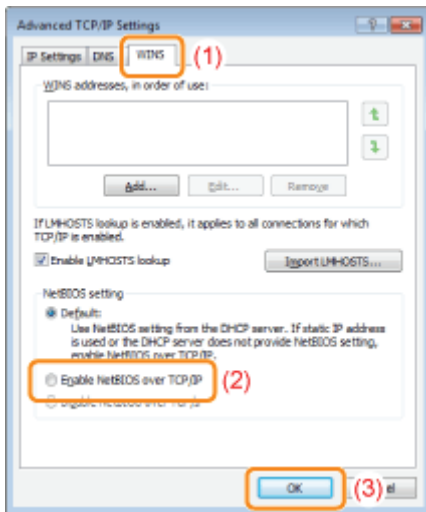 Advanced TCP/IP Settings
IP Settings DNS WINS (1)
WINS addresses, in order of use:
Add... Edit... Remove
If LMHOSTS lookup is enabled, it applies to all connections for which
TCP/IP is enabled.
Enable LMHOSTS lookup Import LMHOSTS...
NetBIOS setting
Default:
Use NetBIOS setting from the DHCP server. If static IP address
is used or the DHCP server does not provide NetBIOS setting,
enable NetBIOS over TCP/IP.
Enable NetBIOS over TCP/IP (2)
OK (3)